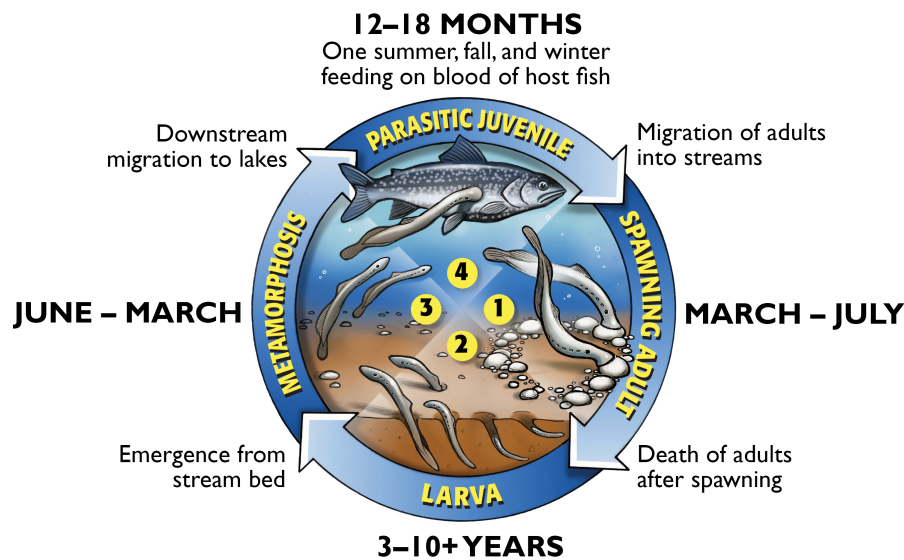 12–18 MONTHS
One summer, fall, and winter
feeding on blood of host fish
PARASITIC JUVENILE
Downstream
migration to lakes
Migration of adults
into streams
METAMORPHOSIS
SPAWNING ADULT
4
3
1
2
JUNE – MARCH
MARCH – JULY
Emergence from
stream bed
Death of adults
after spawning
LARVA
3–10+ YEARS